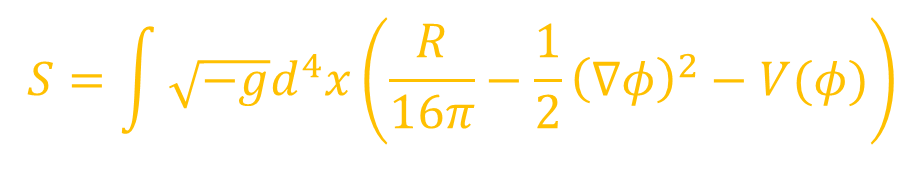 S = ∫ √−g d⁴x ( R/16π − 1/2 (∇ϕ)² − V(ϕ) )